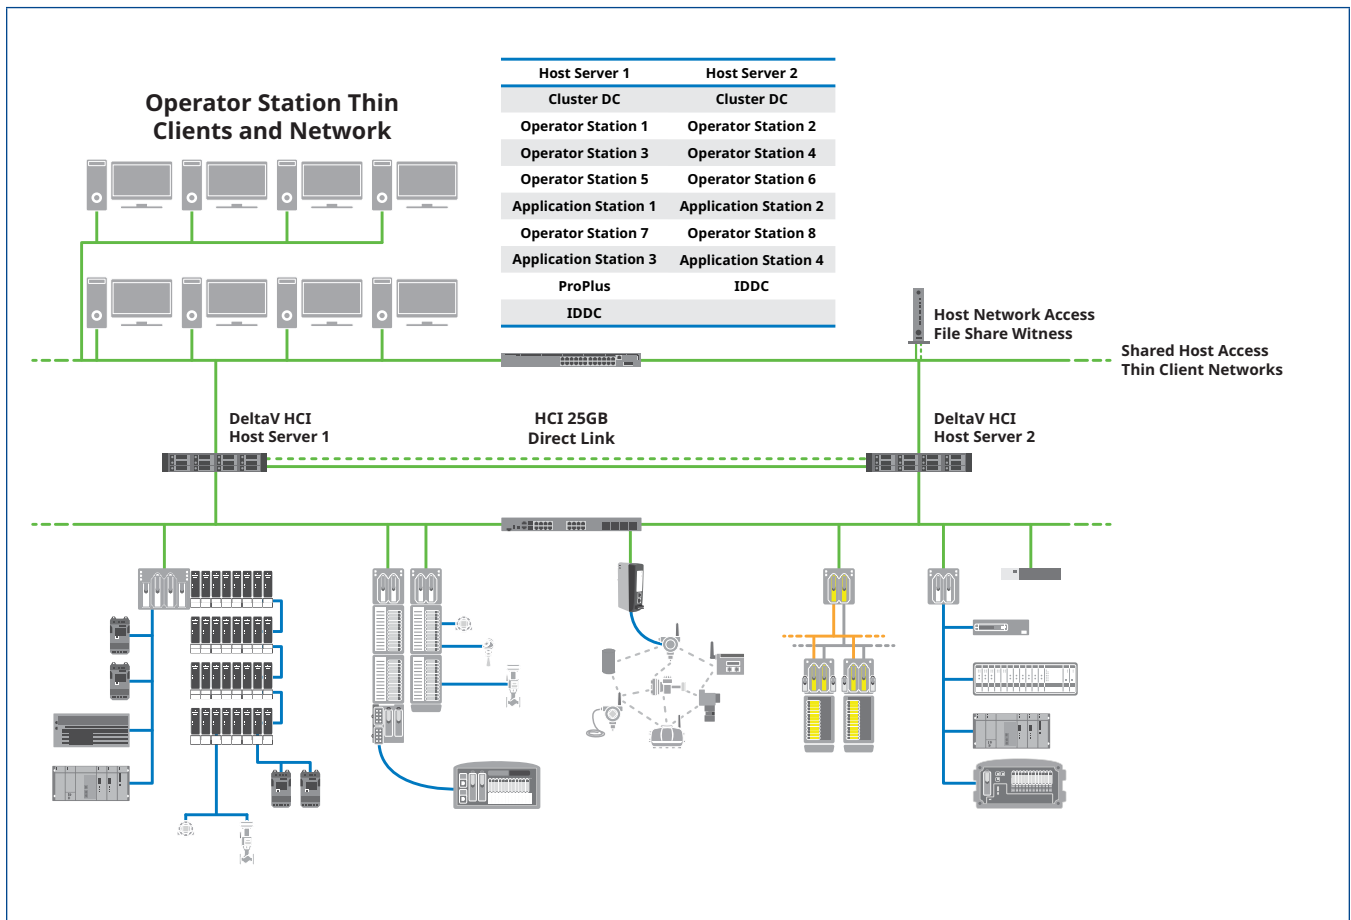 Operator Station Thin
Clients and Network
Host Server 1 Host Server 2
Cluster DC Cluster DC
Operator Station 1 Operator Station 2
Operator Station 3 Operator Station 4
Operator Station 5 Operator Station 6
Application Station 1 Application Station 2
Operator Station 7 Operator Station 8
Application Station 3 Application Station 4
ProPlus IDDC
IDDC
Host Network Access
File Share Witness
Shared Host Access
Thin Client Networks
DeltaV HCI
Host Server 1
HCI 25GB
Direct Link
DeltaV HCI
Host Server 2